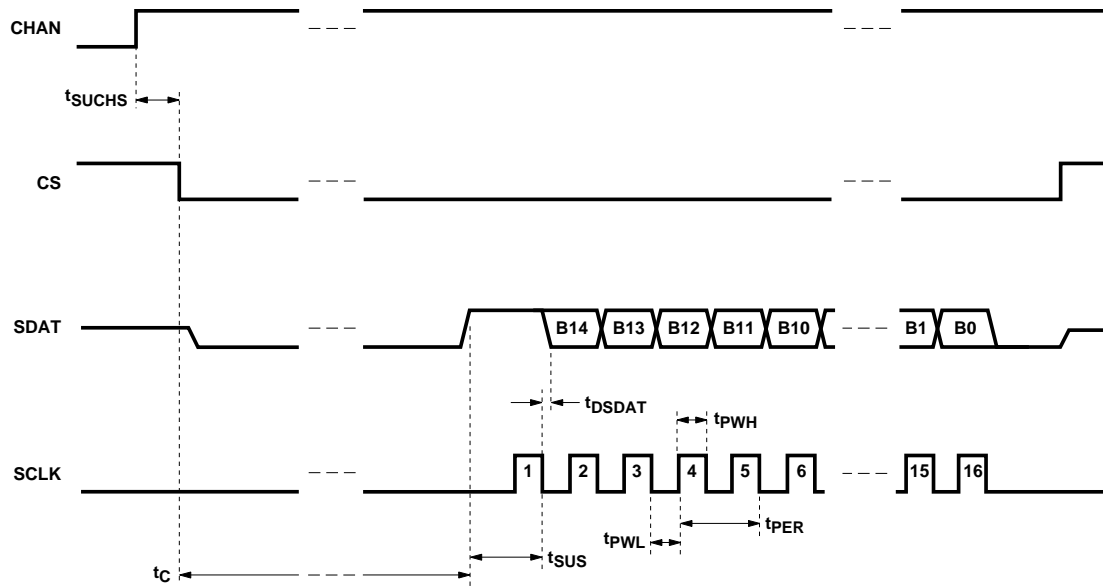 CHAN
tSUCHS
CS
SDAT
B14 B13 B12 B11 B10 B1 B0
tDSDAT
tPWH
SCLK
1 2 3 4 5 6 15 16
tPER
tPWL
tSUS
tC